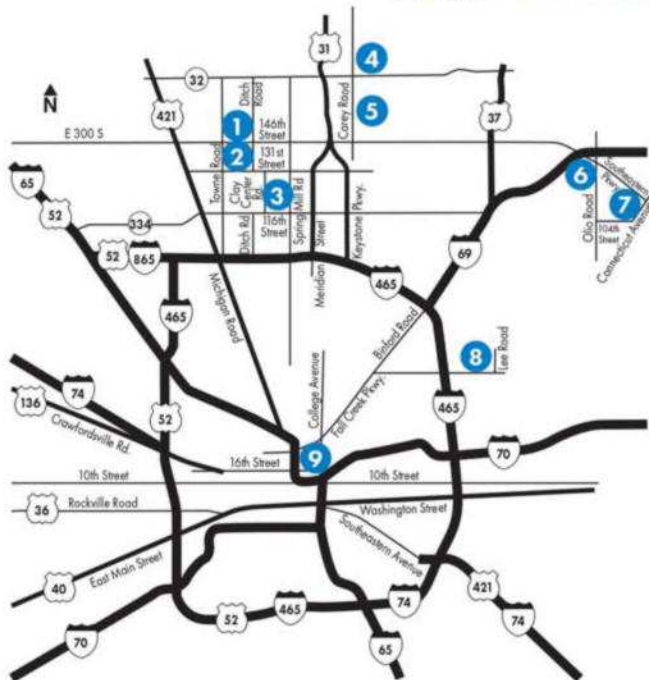 31
4
32
Ditch
Road
Carey Road
5
37
N
421
1
146th
Street
E 300 S
2
131st
Street
6
Southeastern
Pkwy.
65
52
Towne Road
Clay
Center
Rd.
3
Spring Mill Rd
Keystone Pkwy.
Olio Road
7
104th
Street
Connecticut Avenue
334
116th
Street
Ditch Rd
Meridian Street
52
865
69
465
465
Michigan Road
Binford Road
8
Lee Road
74
College Avenue
Fall Creek Pkwy.
136
52
465
Crawfordsville Rd.
9
70
16th Street
10th Street
10th Street
36
Rockville Road
Washington Street
Southeastern Avenue
East Main Street
40
421
52
465
74
74
70
65